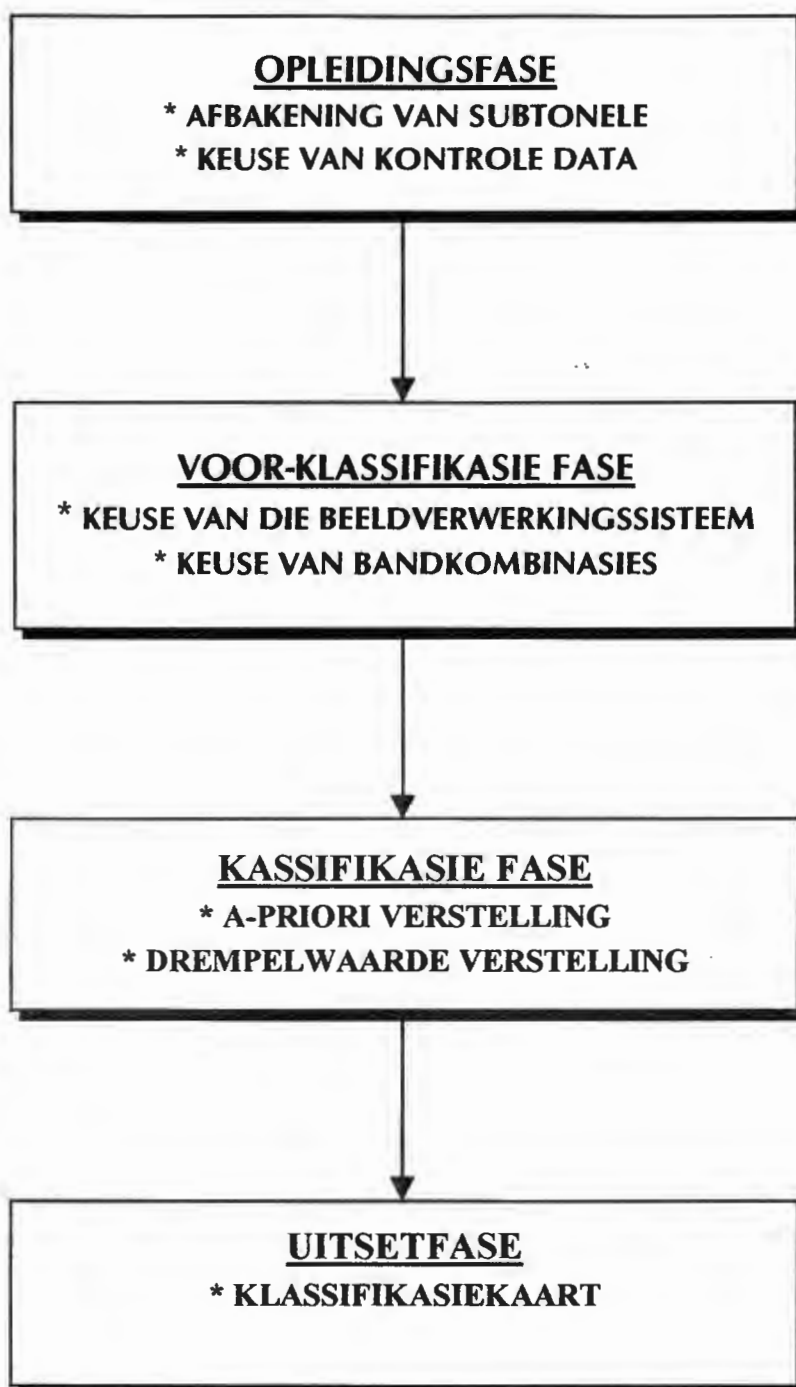 OPLEIDINGSFASE
* AFBAKENING VAN SUBTONELE
* KEUSE VAN KONTROLE DATA
VOOR-KLASSIFIKASIE FASE
* KEUSE VAN DIE BEELDVERWERKINGSSISTEEM
* KEUSE VAN BANDKOMBINASIES
KASSIFIKASIE FASE
* A-PRIORI VERSTELLING
* DREMPELWAARDE VERSTELLING
UITSETFASE
* KLASSIFIKASIEKAART